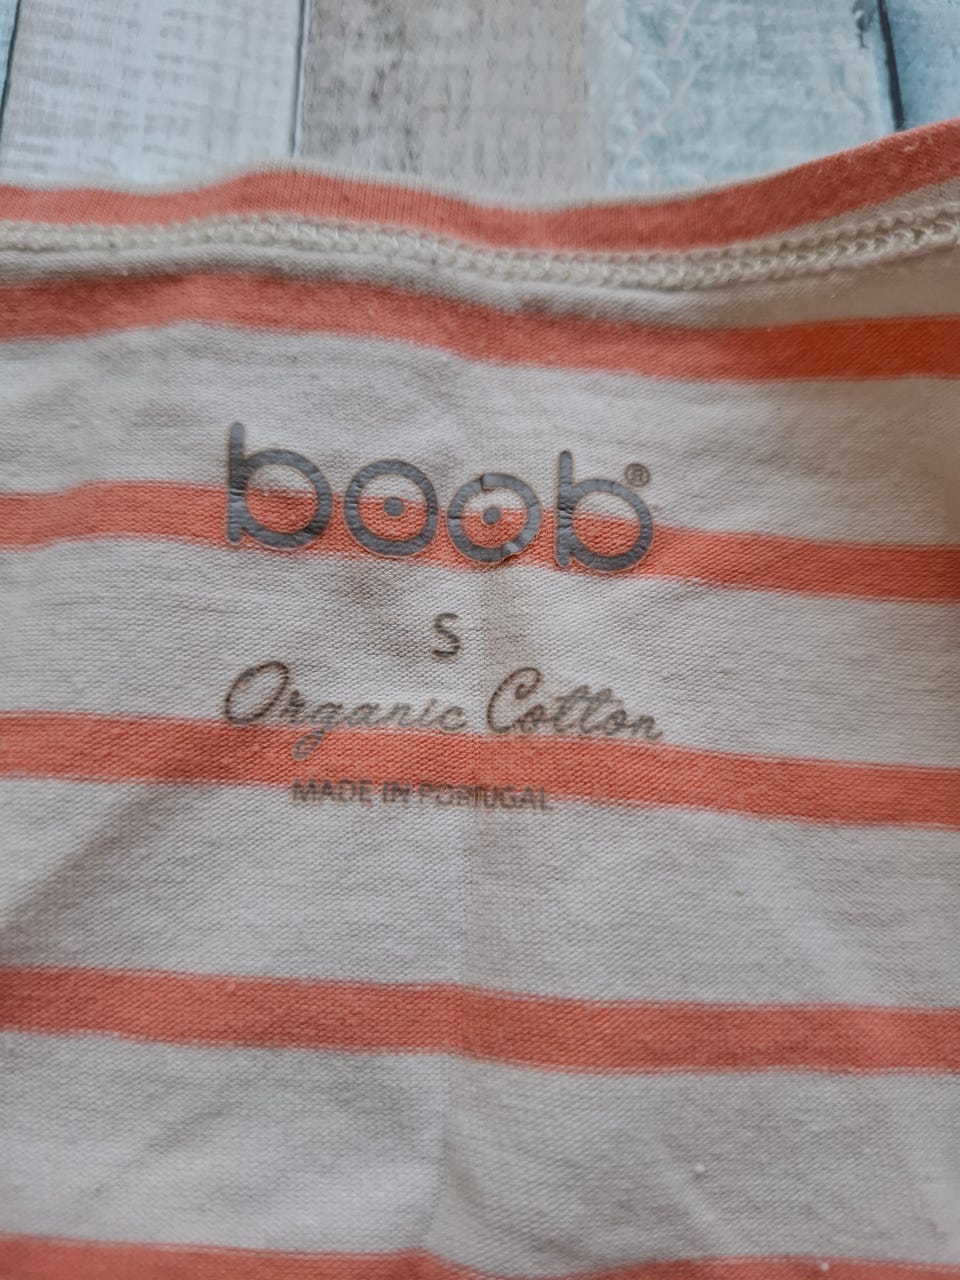 boob®
S
Organic Cotton
MADE IN PORTUGAL